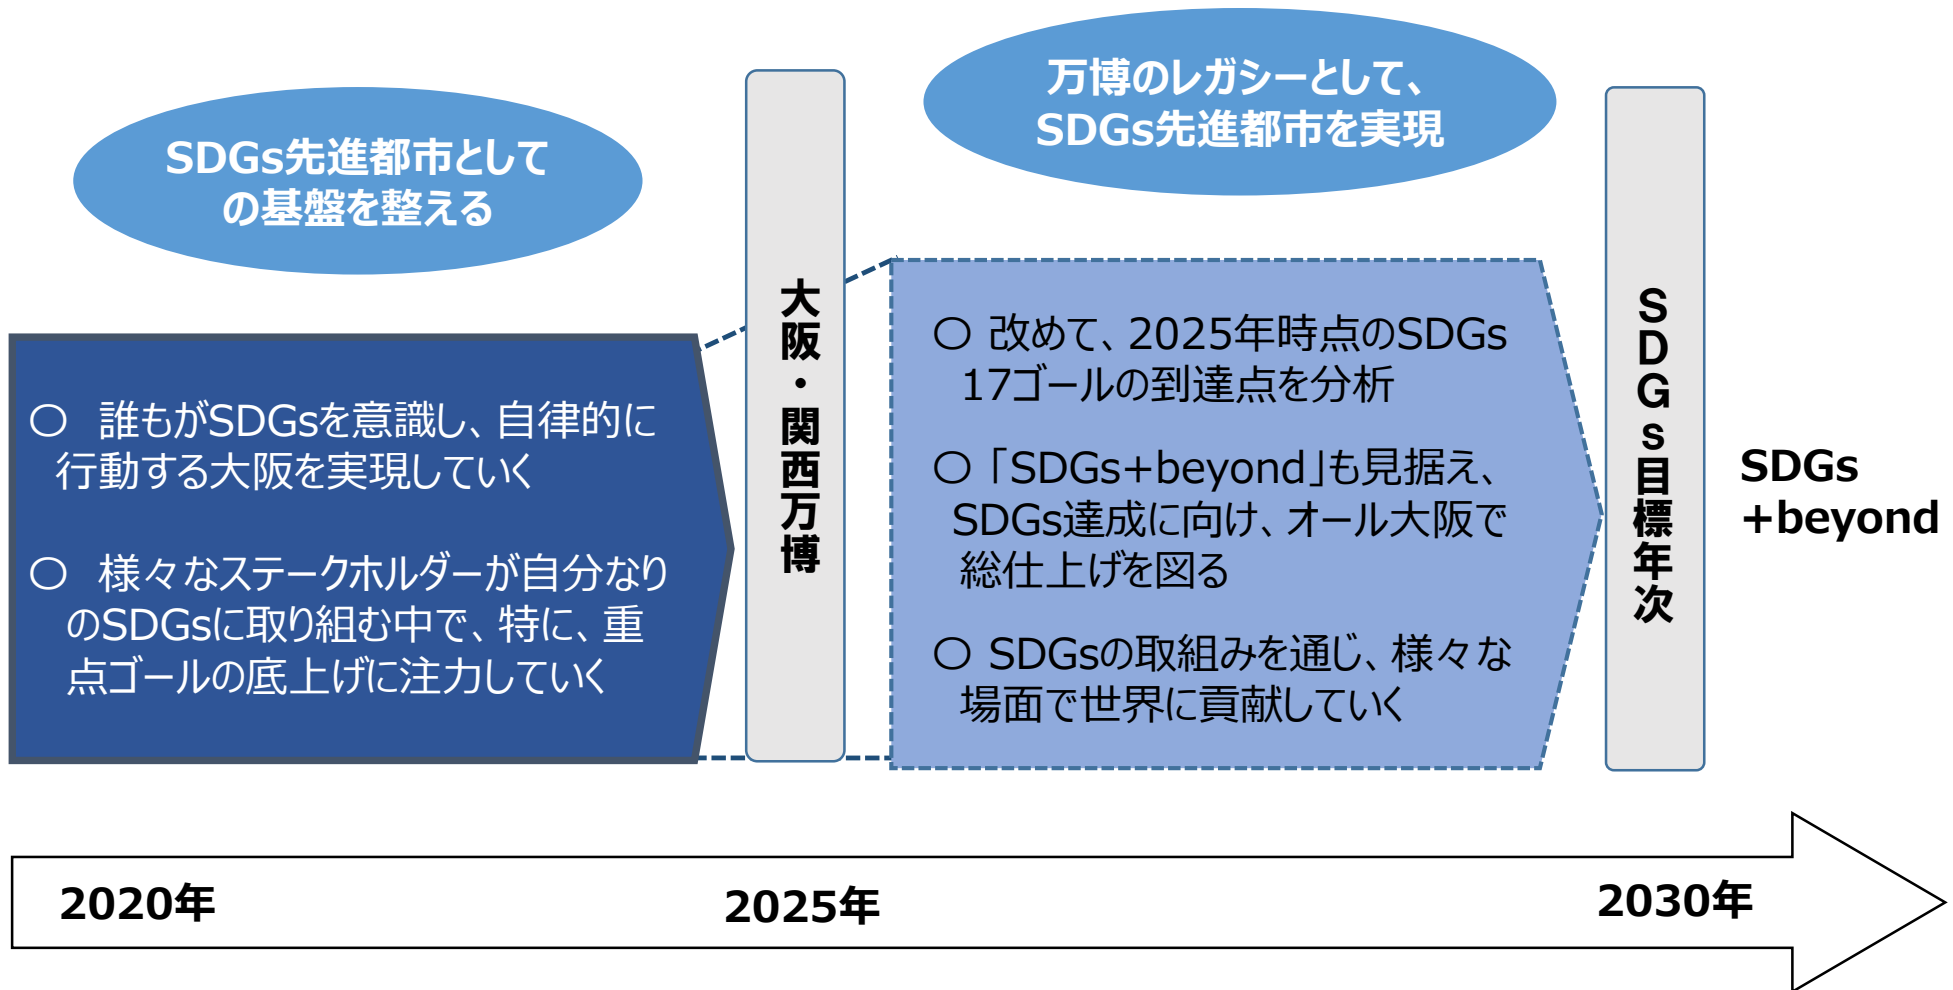 SDGs先進都市として
の基盤を整える
万博のレガシーとして、
SDGs先進都市を実現
〇 誰もがSDGsを意識し、自律的に
行動する大阪を実現していく
〇 様々なステークホルダーが自分なり
のSDGsに取り組む中で、特に、重
点ゴールの底上げに注力していく
大阪・関西万博
〇 改めて、2025年時点のSDGs
17ゴールの到達点を分析
〇「SDGs+beyond」も見据え、
SDGs達成に向け、オール大阪で
総仕上げを図る
〇 SDGsの取組みを通じ、様々な
場面で世界に貢献していく
SDGs目標年次
SDGs
+beyond
2020年
2025年
2030年